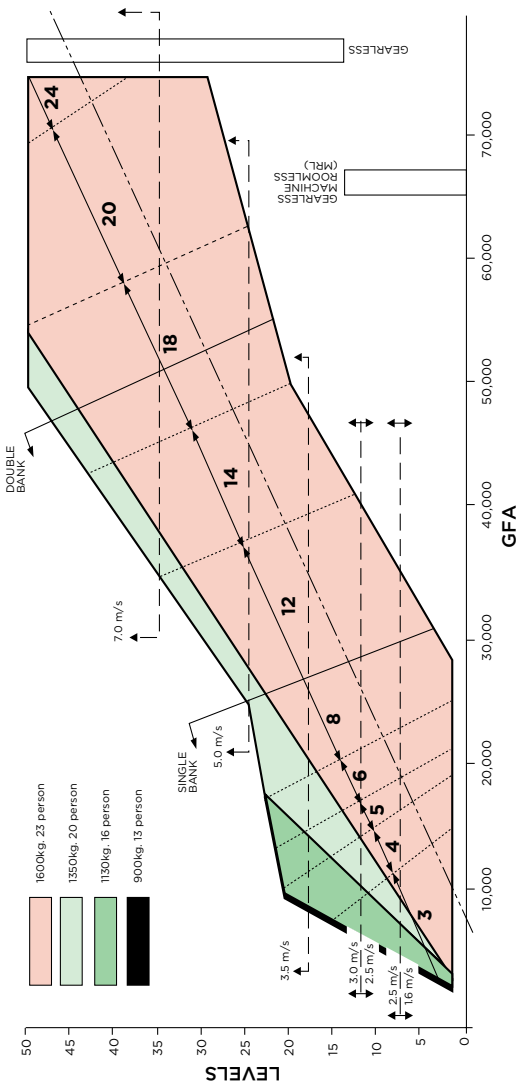 1600kg. 23 person
1350kg. 20 person
1130kg. 16 person
900kg. 13 person
LEVELS
50
45
40
35
30
25
20
15
10
5
0
GFA
10,000
20,000
30,000
40,000
50,000
60,000
70,000
DOUBLE
BANK
SINGLE
BANK
7.0 m/s
5.0 m/s
3.5 m/s
3.0 m/s
2.5 m/s
2.5 m/s
1.6 m/s
3
4
5
6
8
12
14
18
20
24
GEARLESS
GEARLESS
MACHINE
ROOMLESS
(MRL)